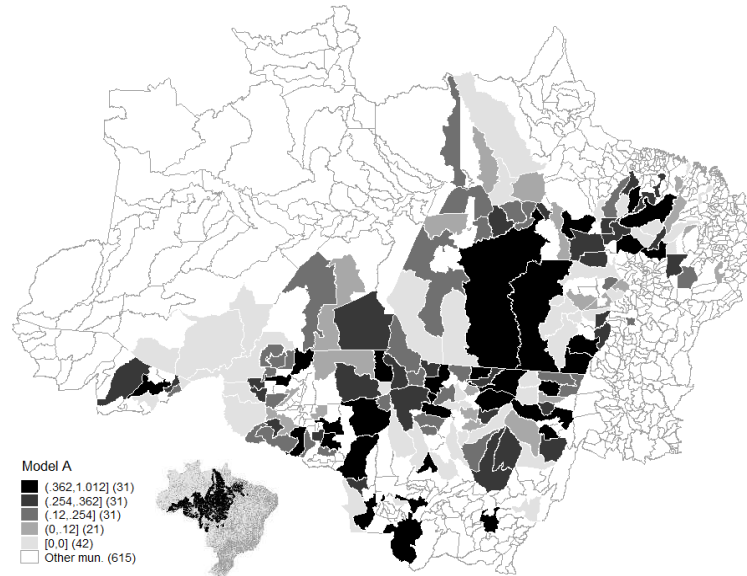 Model A
(.362,1.012] (31)
(.254,.362] (31)
(.12,.254] (31)
(0,.12] (21)
[0,0] (42)
Other mun. (615)